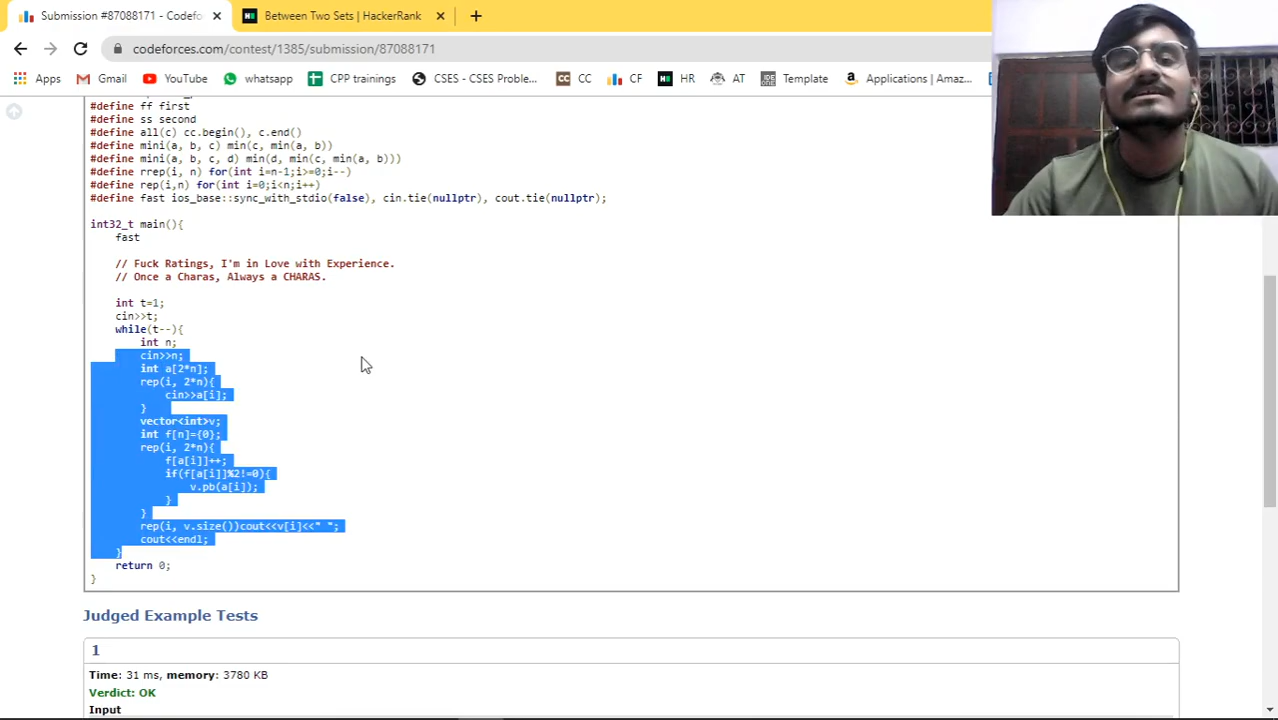 Submission #87088171 - Codefo
Between Two Sets | HackerRank
codeforces.com/contest/1385/submission/87088171
Apps
Gmail
YouTube
whatsapp
CPP trainings
CSES - CSES Proble...
CC
CF
HR
AT
Template
Applications | Amaz...
#define ff first
#define ss second
#define all(c) cc.begin(), c.end()
#define mini(a, b, c) min(c, min(a, b))
#define mini(a, b, c, d) min(d, min(c, min(a, b)))
#define rrep(i, n) for(int i=n-1;i>=0;i--)
#define rep(i,n) for(int i=0;i<n;i++)
#define fast ios_base::sync_with_stdio(false), cin.tie(nullptr), cout.tie(nullptr);
int32_t main(){
fast
// Fuck Ratings, I'm in Love with Experience.
// Once a Charas, Always a CHARAS.
int t=1;
cin>>t;
while(t--){
int n;
cin>>n;
int a[2*n];
rep(i, 2*n){
cin>>a[i];
}
vector<int>v;
int f[n]={0};
rep(i, 2*n){
f[a[i]]++;
if(f[a[i]]%2!=0){
v.pb(a[i]);
}
}
rep(i, v.size())cout<<v[i]<<" ";
cout<<endl;
}
return 0;
}
Judged Example Tests
1
Time: 31 ms, memory: 3780 KB
Verdict: OK
Input